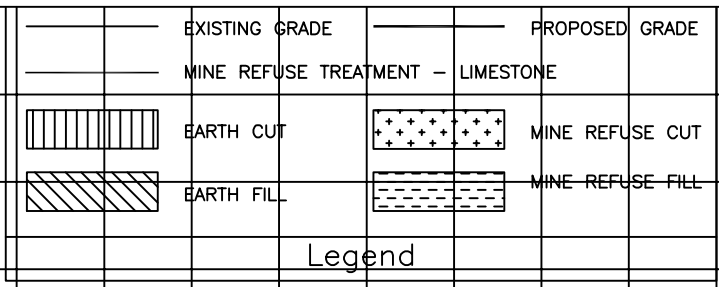 EXISTING GRADE
PROPOSED GRADE
MINE REFUSE TREATMENT – LIMESTONE
EARTH CUT
MINE REFUSE CUT
EARTH FILL
MINE REFUSE FILL
Legend